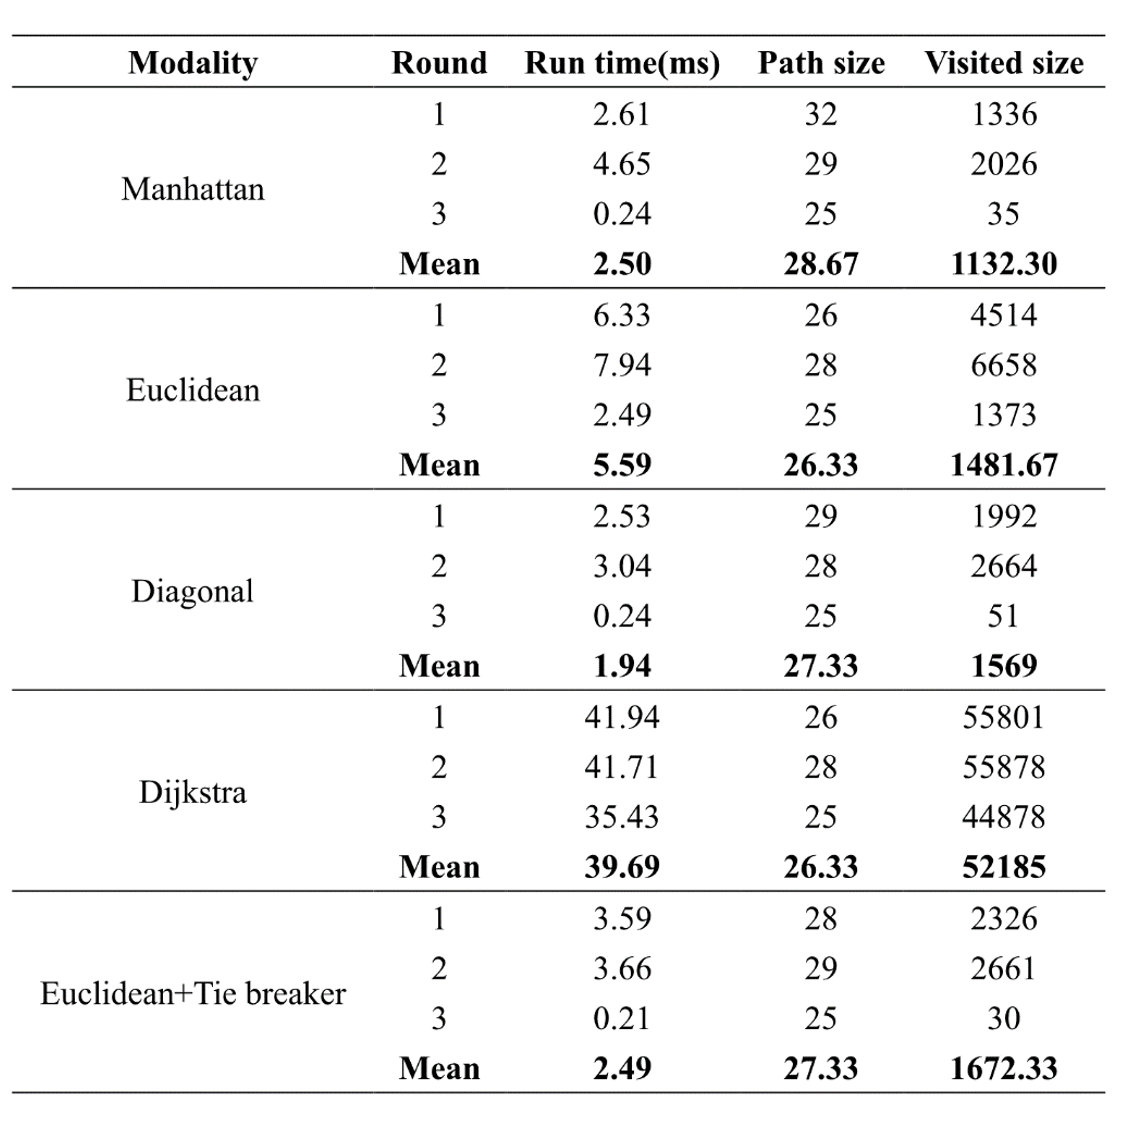 Modality Round Run time(ms) Path size Visited size
Manhattan
1 2.61 32 1336
2 4.65 29 2026
3 0.24 25 35
Mean 2.50 28.67 1132.30
Euclidean
1 6.33 26 4514
2 7.94 28 6658
3 2.49 25 1373
Mean 5.59 26.33 1481.67
Diagonal
1 2.53 29 1992
2 3.04 28 2664
3 0.24 25 51
Mean 1.94 27.33 1569
Dijkstra
1 41.94 26 55801
2 41.71 28 55878
3 35.43 25 44878
Mean 39.69 26.33 52185
Euclidean+Tie breaker
1 3.59 28 2326
2 3.66 29 2661
3 0.21 25 30
Mean 2.49 27.33 1672.33